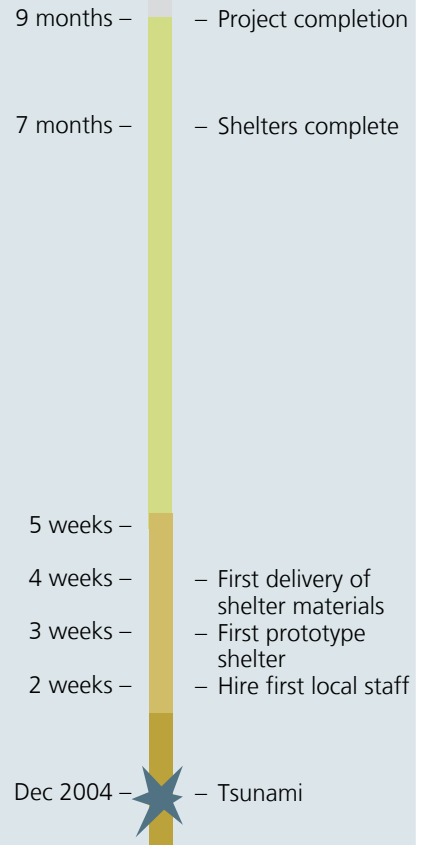 9 months – – Project completion
7 months – – Shelters complete
5 weeks –
4 weeks – – First delivery of
shelter materials
3 weeks – – First prototype
shelter
2 weeks – – Hire first local staff
Dec 2004 – – Tsunami